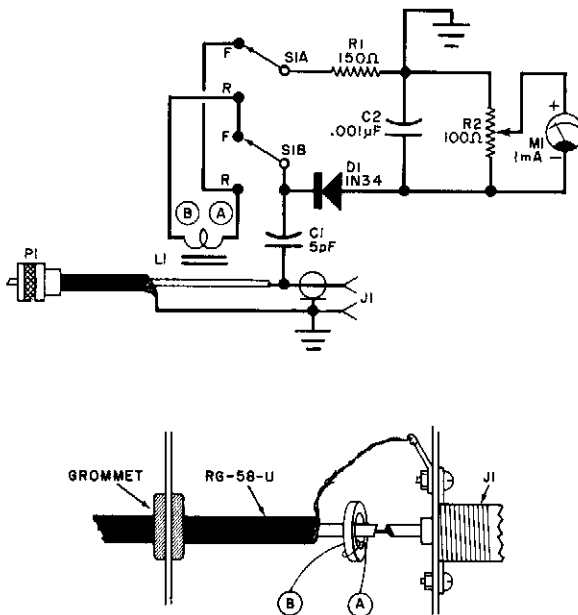 F
S1A
R1
150Ω
R
F
S1B
C2
.001µF
R2
100Ω
+
M1
1mA
-
D1
1N34
R
B
A
C1
5pF
P1
L1
J1
GROMMET
RG-58-U
J1
B
A